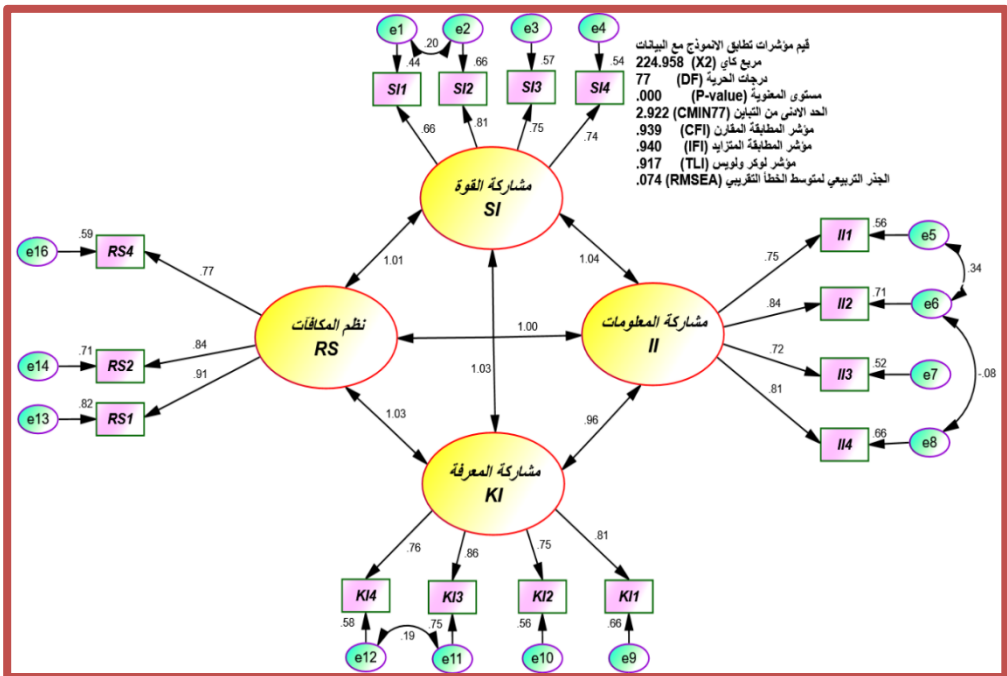 e1
e2
e3
e4
.20
.44
.66
.57
.54
SI1
SI2
SI3
SI4
.66
.81
.75
.74
قيم مؤشرات تطابق الانموذج مع البيانات
مربع كاي (X2) 224.958
درجات الحرية (DF) 77
مستوى المعنوية (P-value) .000
الحد الادنى من التباين (CMIN77) 2.922
مؤشر المطابقة المقارن (CFI) .939
مؤشر المطابقة المتزايد (IFI) .940
مؤشر لوكر ولويس (TLI) .917
الجذر التربيعي لمتوسط الخطأ التقريبي (RMSEA) .074
مشاركة القوة
SI
1.01
1.04
e16
.59
RS4
.77
نظم المكافآت
RS
e14
.71
RS2
.84
e13
.82
RS1
.91
1.00
1.03
مشاركة المعلومات
II
.75
II1
.56
e5
.34
.84
II2
.71
e6
.72
II3
.52
e7
-.08
.81
II4
.66
e8
1.03
.96
مشاركة المعرفة
KI
.76
.86
.75
.81
KI4
KI3
KI2
KI1
.58
.75
.56
.66
.19
e12
e11
e10
e9